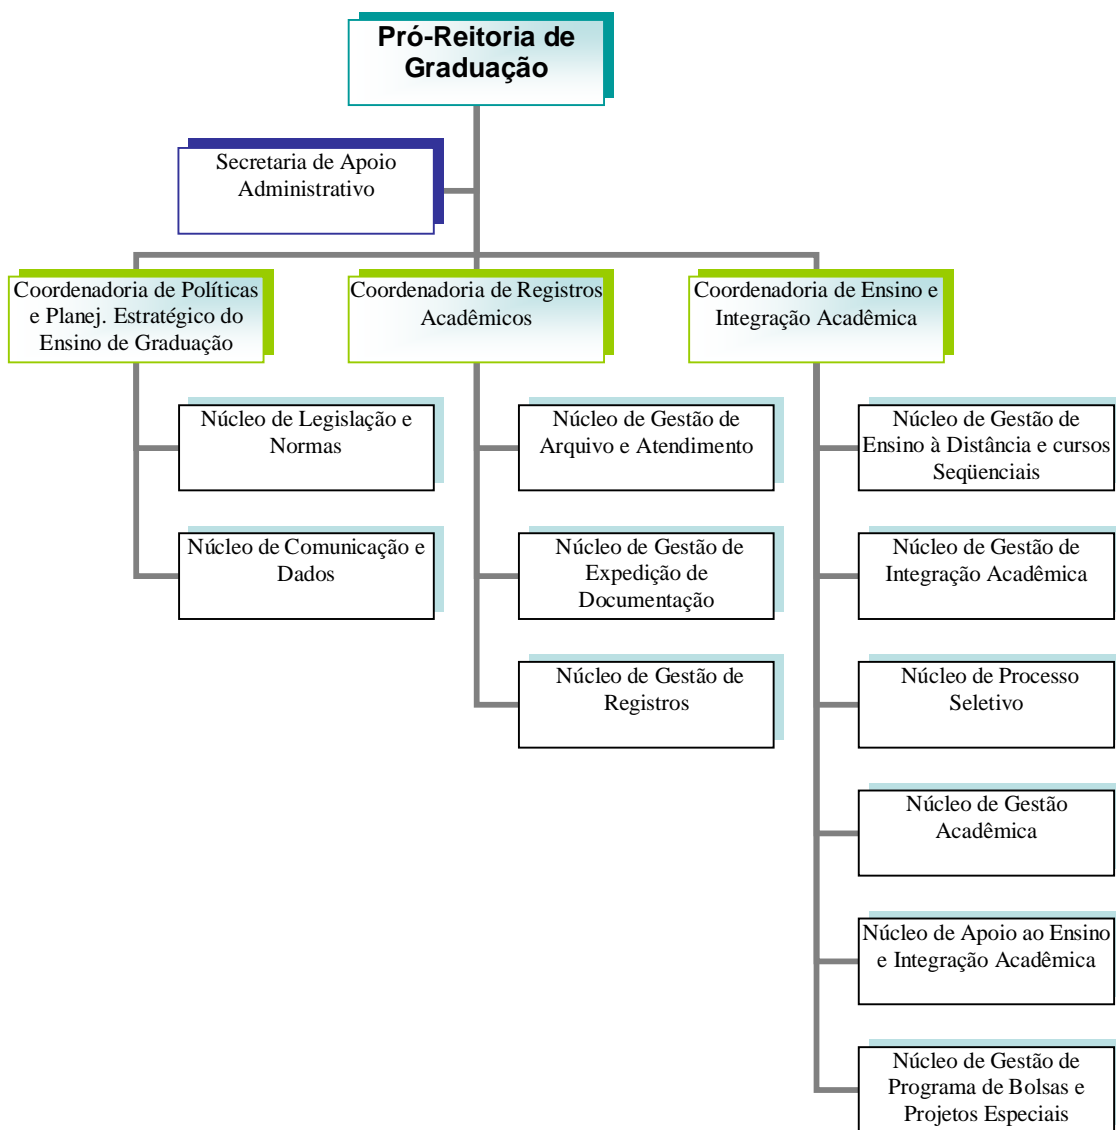 Pró-Reitoria de
Graduação
Secretaria de Apoio
Administrativo
Coordenadoria de Políticas
e Planej. Estratégico do
Ensino de Graduação
Núcleo de Legislação e
Normas
Núcleo de Comunicação e
Dados
Coordenadoria de Registros
Acadêmicos
Núcleo de Gestão de
Arquivo e Atendimento
Núcleo de Gestão de
Expedição de
Documentação
Núcleo de Gestão de
Registros
Coordenadoria de Ensino e
Integração Acadêmica
Núcleo de Gestão de
Ensino à Distância e cursos
Seqüenciais
Núcleo de Gestão de
Integração Acadêmica
Núcleo de Processo
Seletivo
Núcleo de Gestão
Acadêmica
Núcleo de Apoio ao Ensino
e Integração Acadêmica
Núcleo de Gestão de
Programa de Bolsas e
Projetos Especiais